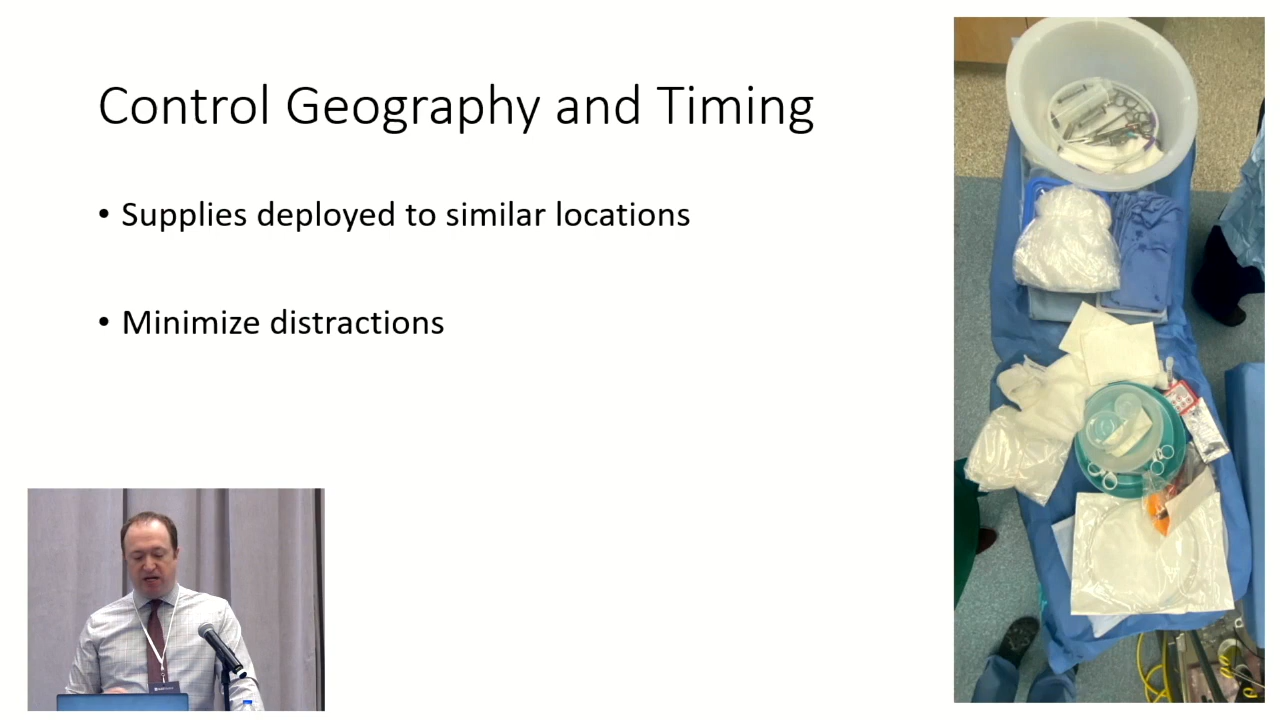 Control Geography and Timing
• Supplies deployed to similar locations
• Minimize distractions